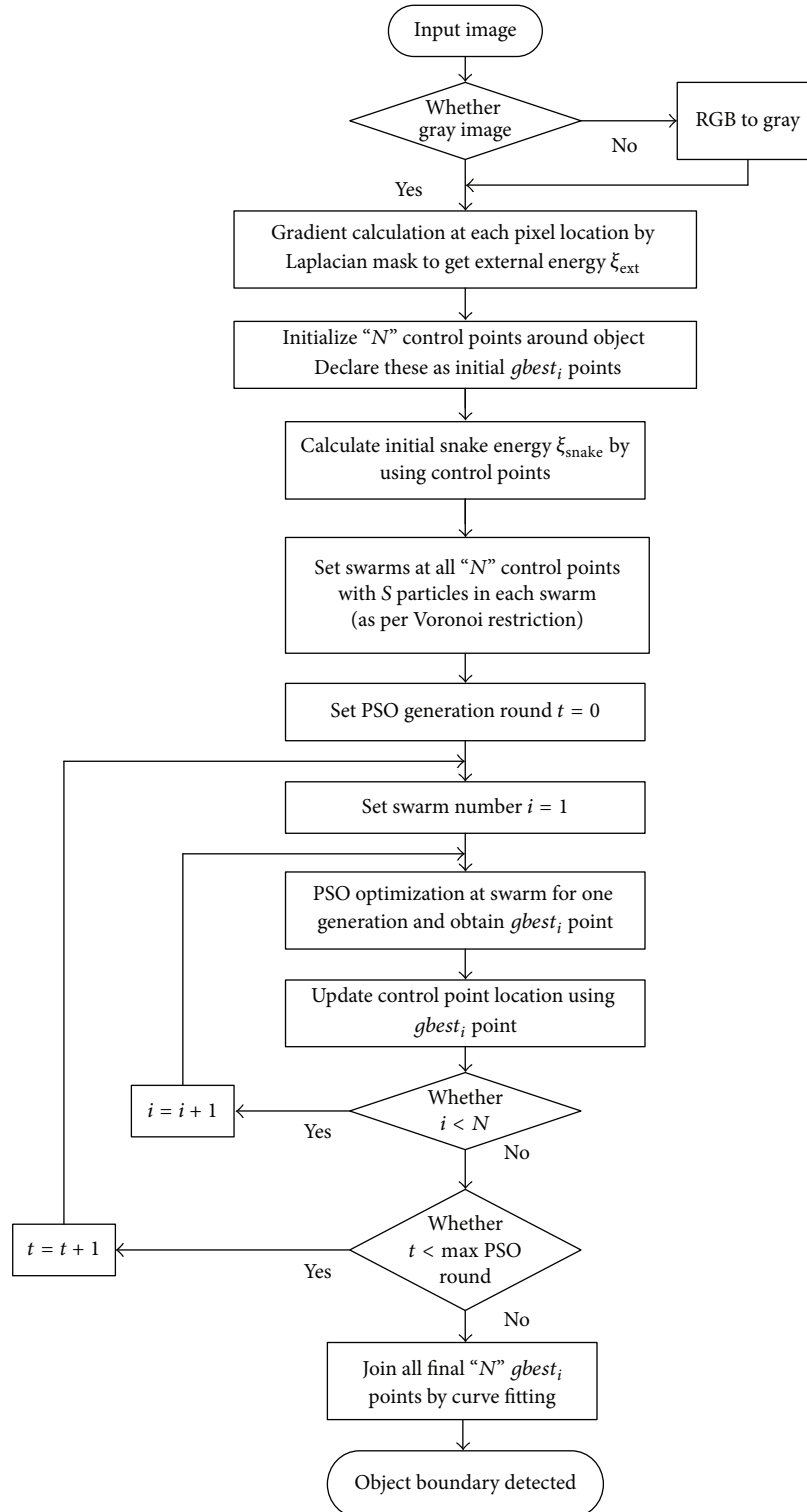 Input image
Whether
gray image
No
RGB to gray
Yes
Gradient calculation at each pixel location by
Laplacian mask to get external energy ξext
Initialize “N” control points around object
Declare these as initial gbesti points
Calculate initial snake energy ξsnake by
using control points
Set swarms at all “N” control points
with S particles in each swarm
(as per Voronoi restriction)
Set PSO generation round t = 0
Set swarm number i = 1
PSO optimization at swarm for one
generation and obtain gbesti point
Update control point location using
gbesti point
Whether
i < N
i = i + 1
Yes
No
Whether
t < max PSO
round
t = t + 1
Yes
No
Join all final “N” gbesti
points by curve fitting
Object boundary detected